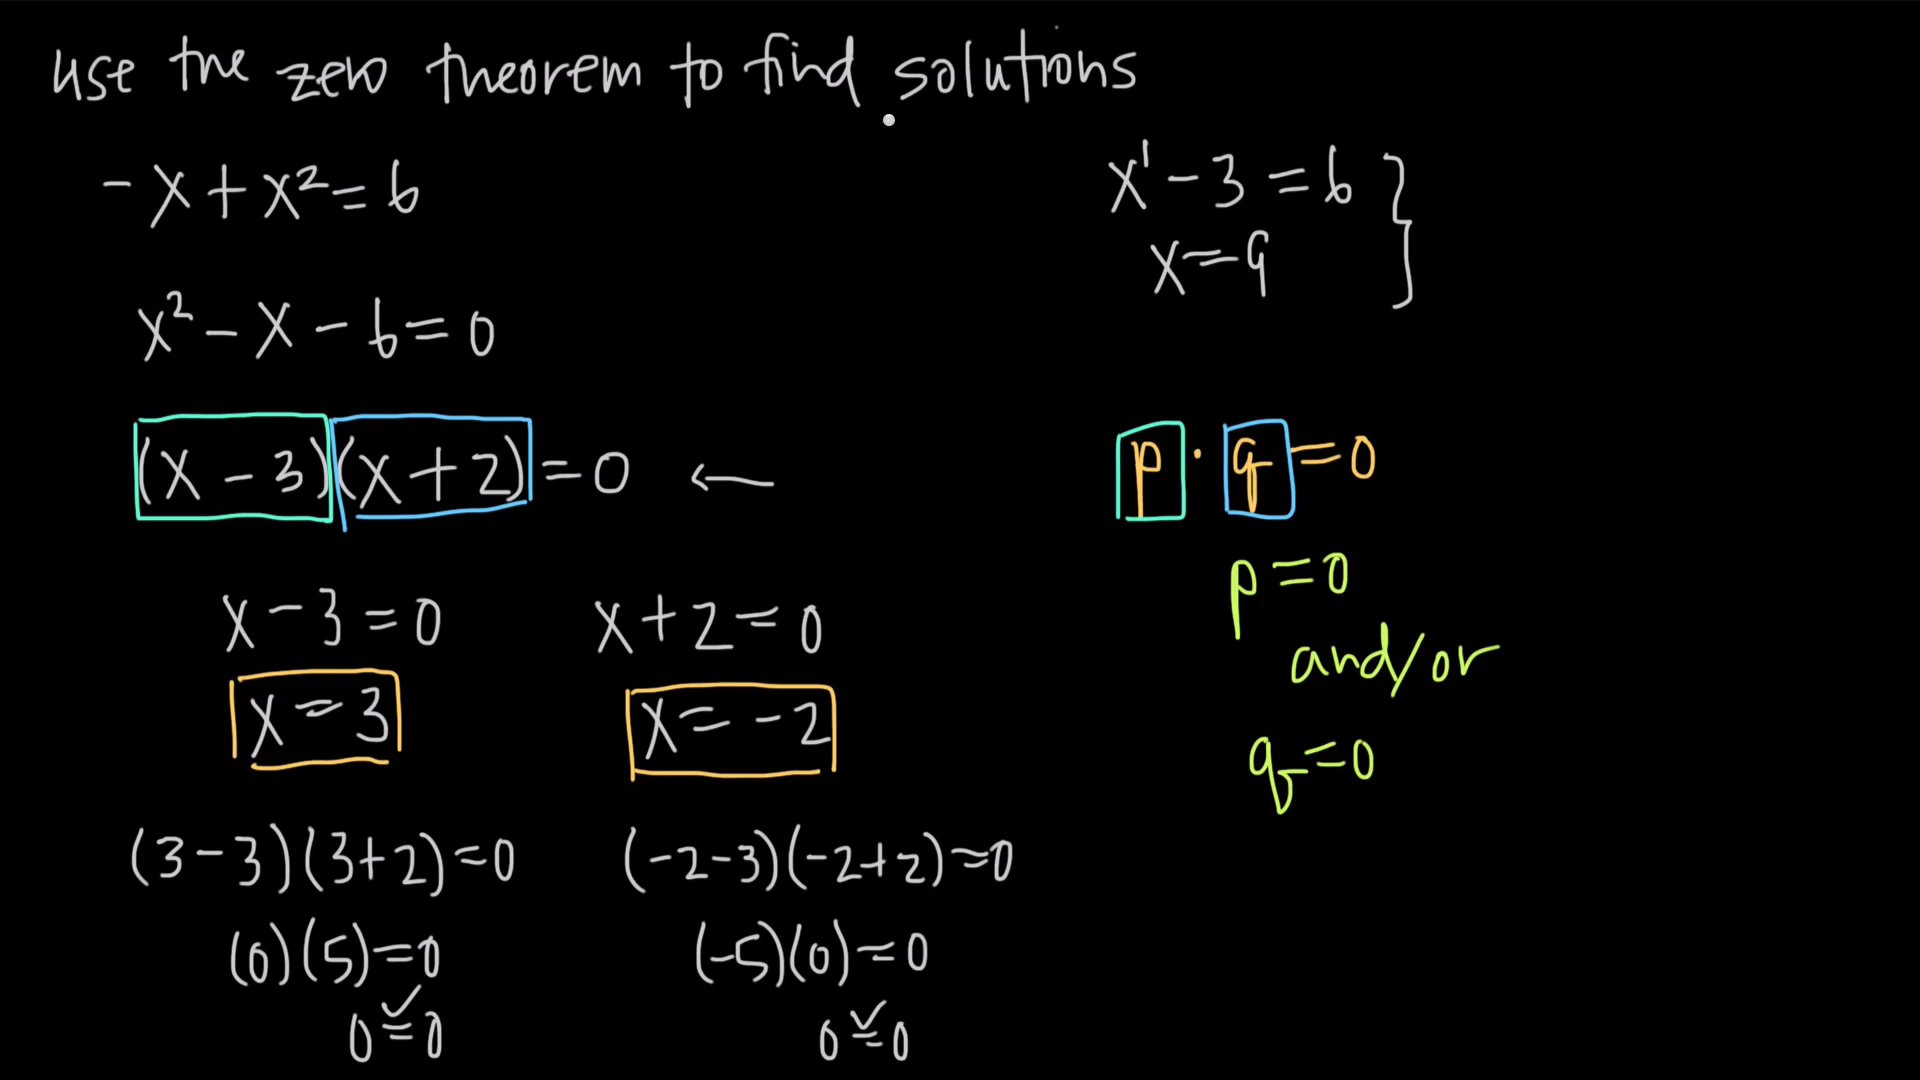 use the zero theorem to find solutions
-x+x²=6
x²-x-6=0
(x-3)(x+2)=0 ←
x-3=0
x=3
(3-3)(3+2)=0
(0)(5)=0
0=0 ✓
x+2=0
x=-2
(-2-3)(-2+2)=0
(-5)(0)=0
0=0 ✓
x¹-3=6
x=9
p·q=0
p=0
and/or
q=0